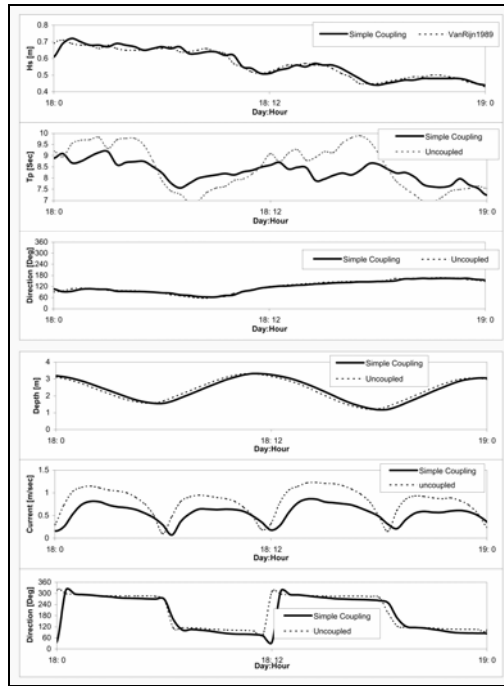 Simple Coupling VanRijn1989
Hs [m]
0.8
0.7
0.6
0.5
0.4
18: 0 18: 12 19: 0
Day:Hour
Simple Coupling
Uncoupled
Tp [Sec]
10
9.5
9
8.5
8
7.5
7
18: 0 18: 12 19: 0
Day:Hour
Simple Coupling Uncoupled
Direction [Deg]
360
300
240
180
120
60
0
18: 0 18: 12 19: 0
Day:Hour
Simple Coupling
Uncoupled
Depth [m]
4
3
2
1
0
18: 0 18: 12 19: 0
Day:Hour
Simple Coupling
uncoupled
Current [m/sec]
1.5
1
0.5
0
18: 0 18: 12 19: 0
Day:Hour
Simple Coupling
Uncoupled
Direction [Deg]
360
300
240
180
120
60
0
18: 0 18: 12 19: 0
Day:Hour